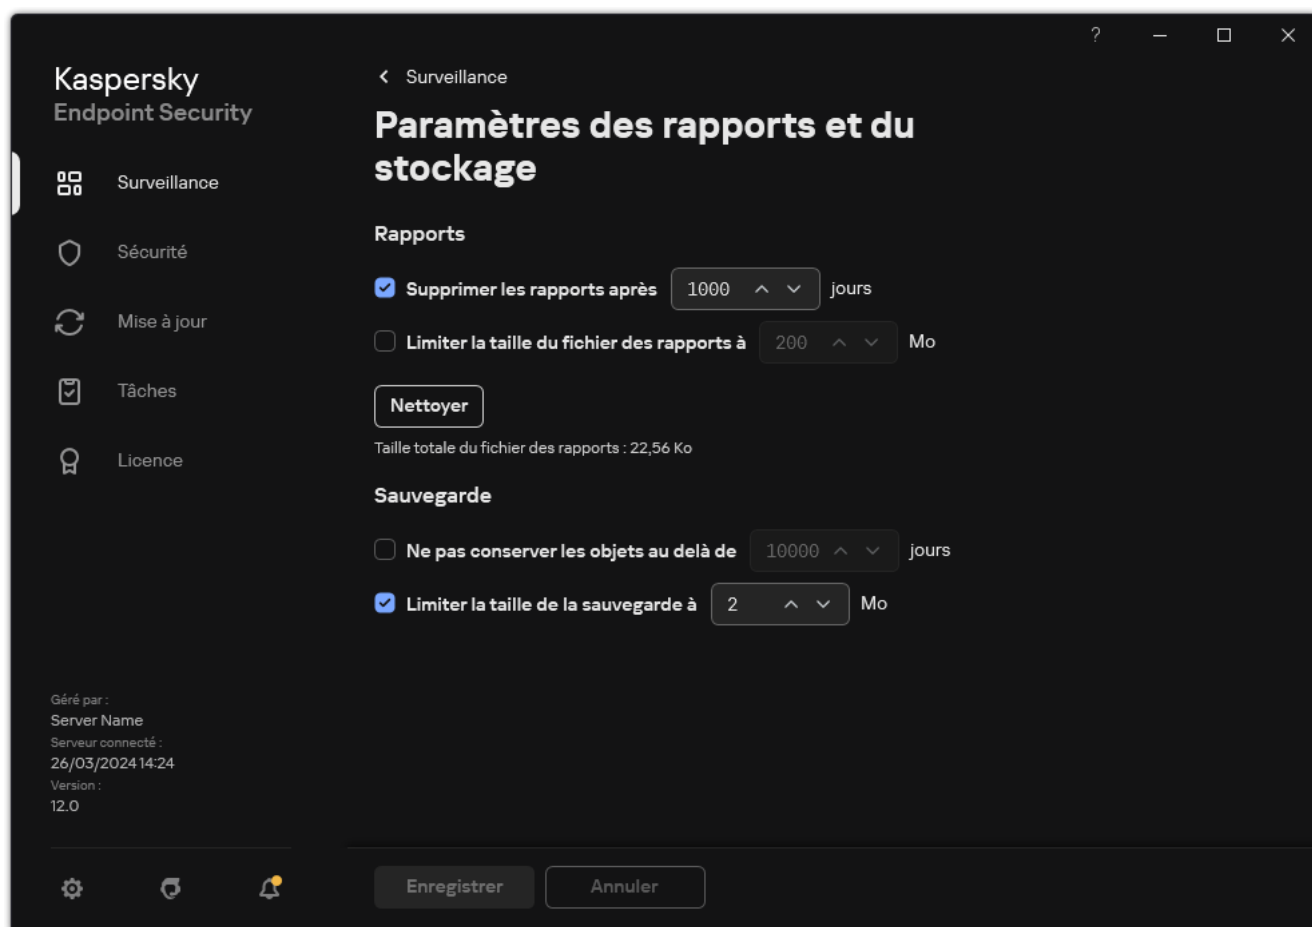 ?
Kaspersky
Endpoint Security
Surveillance
Sécurité
Mise à jour
Tâches
Licence
Géré par :
Server Name
Serveur connecté :
26/03/2024 14:24
Version :
12.0
Surveillance
Paramètres des rapports et du
stockage
Rapports
Supprimer les rapports après 1000 jours
Limiter la taille du fichier des rapports à 200 Mo
Nettoyer
Taille totale du fichier des rapports : 22,56 Ko
Sauvegarde
Ne pas conserver les objets au delà de 10000 jours
Limiter la taille de la sauvegarde à 2 Mo
Enregistrer Annuler